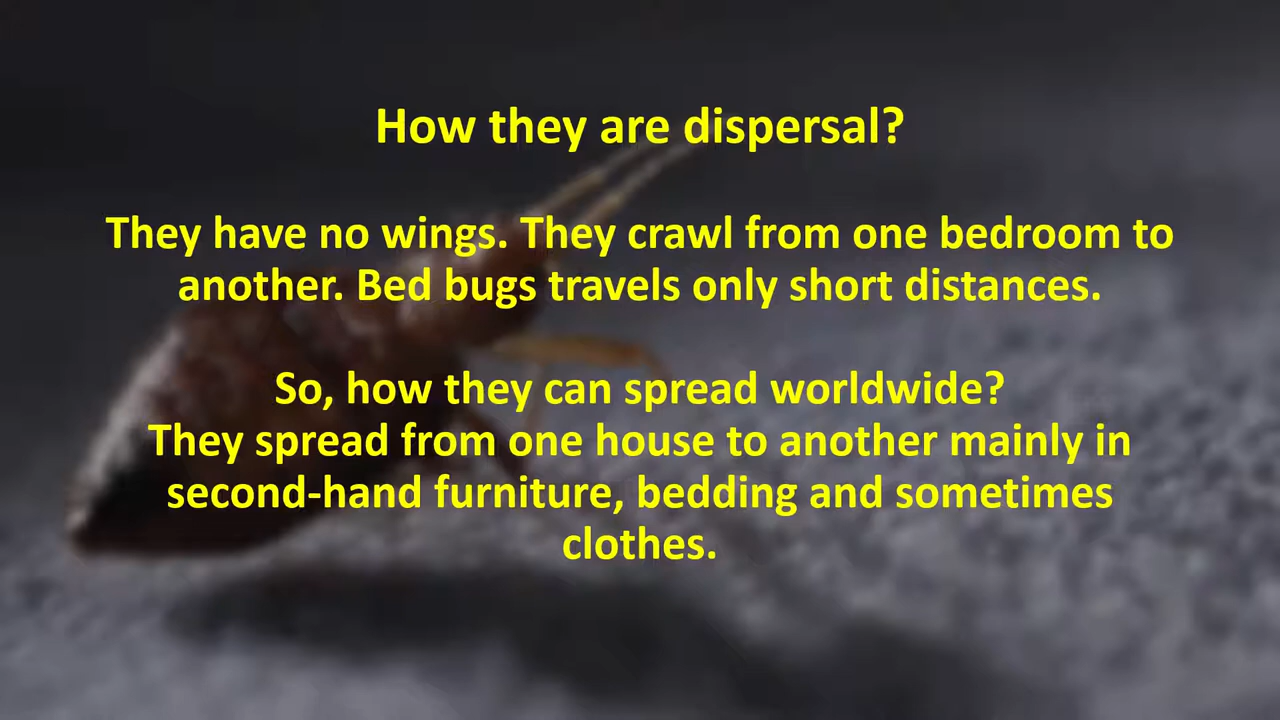 How they are dispersal?
They have no wings. They crawl from one bedroom to
another. Bed bugs travels only short distances.
So, how they can spread worldwide?
They spread from one house to another mainly in
second-hand furniture, bedding and sometimes
clothes.